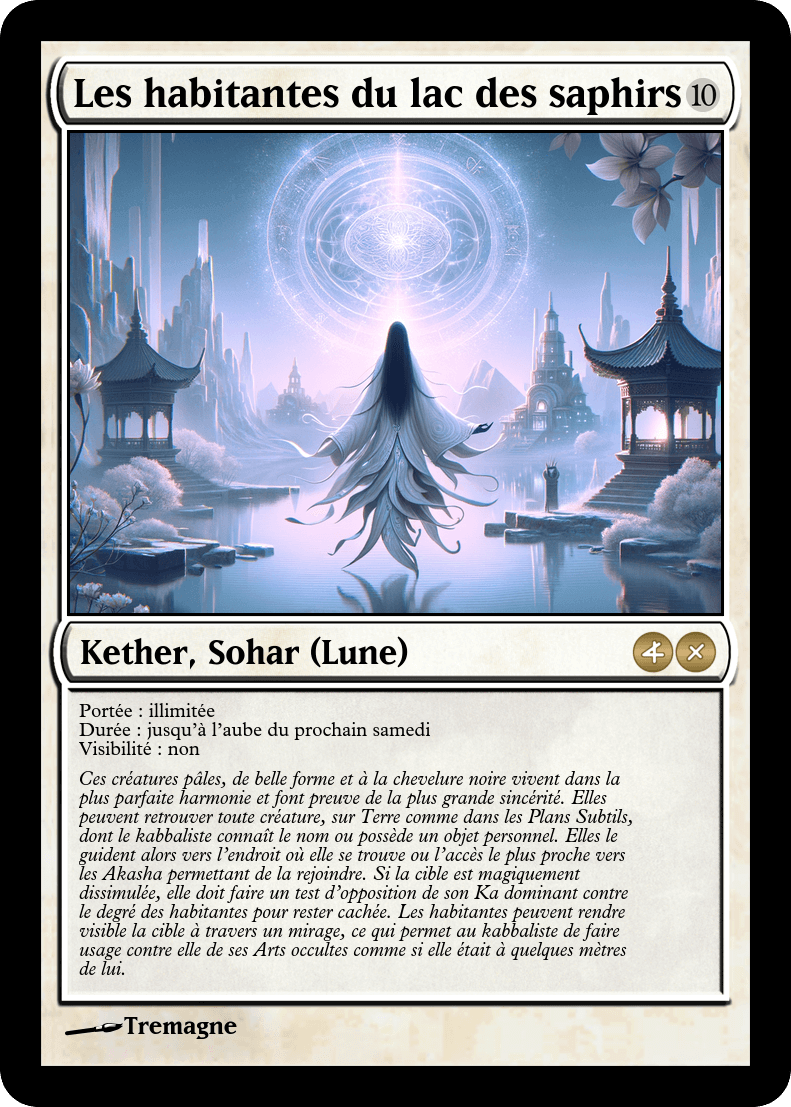 Les habitantes du lac des saphirs 10
Kether, Sohar (Lune)
Portée : illimitée
Durée : jusqu’à l’aube du prochain samedi
Visibilité : non
Ces créatures pâles, de belle forme et à la chevelure noire vivent dans la
plus parfaite harmonie et font preuve de la plus grande sincérité. Elles
peuvent retrouver toute créature, sur Terre comme dans les Plans Subtils,
dont le kabbaliste connaît le nom ou possède un objet personnel. Elles le
guident alors vers l’endroit où elle se trouve ou l’accès le plus proche vers
les Akasha permettant de la rejoindre. Si la cible est magiquement
dissimulée, elle doit faire un test d’opposition de son Ka dominant contre
le degré des habitantes pour rester cachée. Les habitantes peuvent rendre
visible la cible à travers un mirage, ce qui permet au kabbaliste de faire
usage contre elle de ses Arts occultes comme si elle était à quelques mètres
de lui.
Tremagne